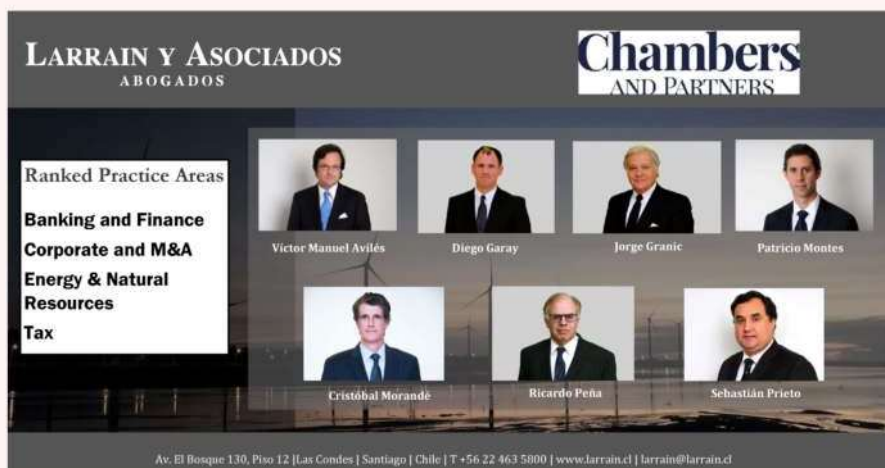 LARRAIN Y ASOCIADOS
ABOGADOS
Chambers
AND PARTNERS
Ranked Practice Areas
Banking and Finance
Corporate and M&A
Energy & Natural
Resources
Tax
Víctor Manuel Avilés
Diego Garay
Jorge Granic
Patricio Montes
Cristóbal Morandé
Ricardo Peña
Sebastián Prieto
Av. El Bosque 130, Piso 12 |Las Condes | Santiago | Chile | T +56 22 463 5800 | www.larrain.cl | larrain@larrain.cl